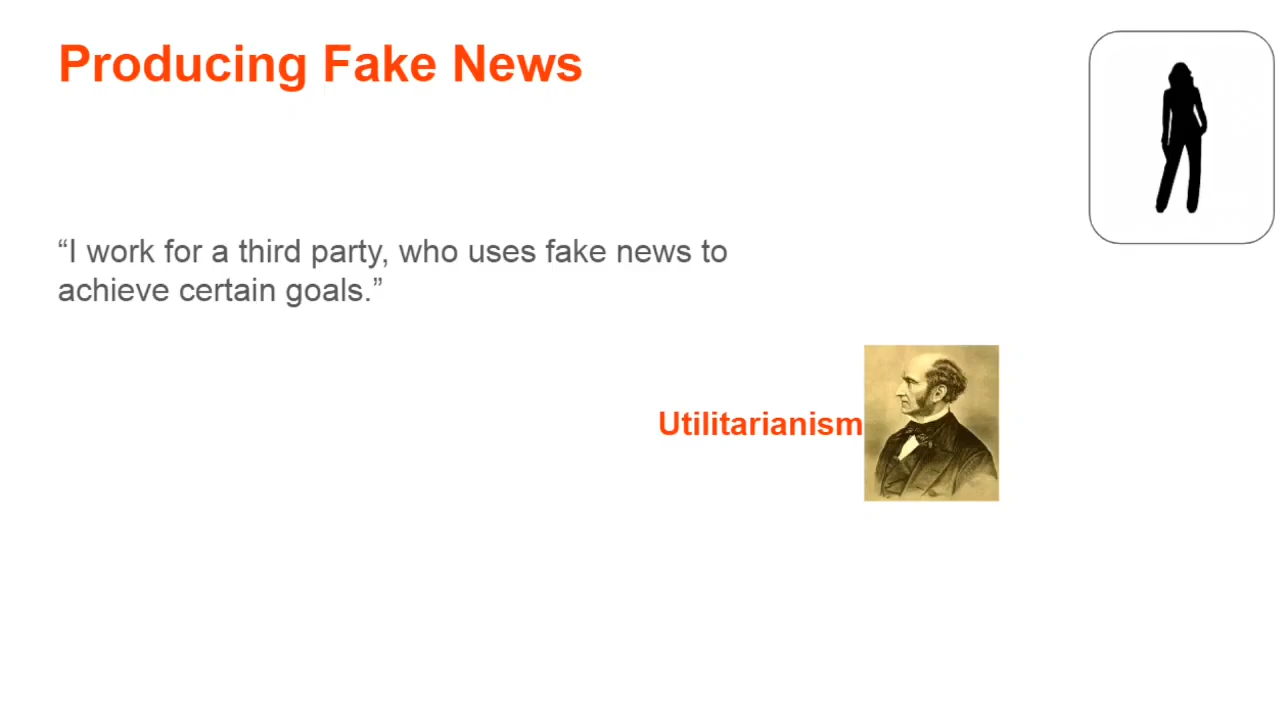 Producing Fake News
“I work for a third party, who uses fake news to
achieve certain goals.”
Utilitarianism